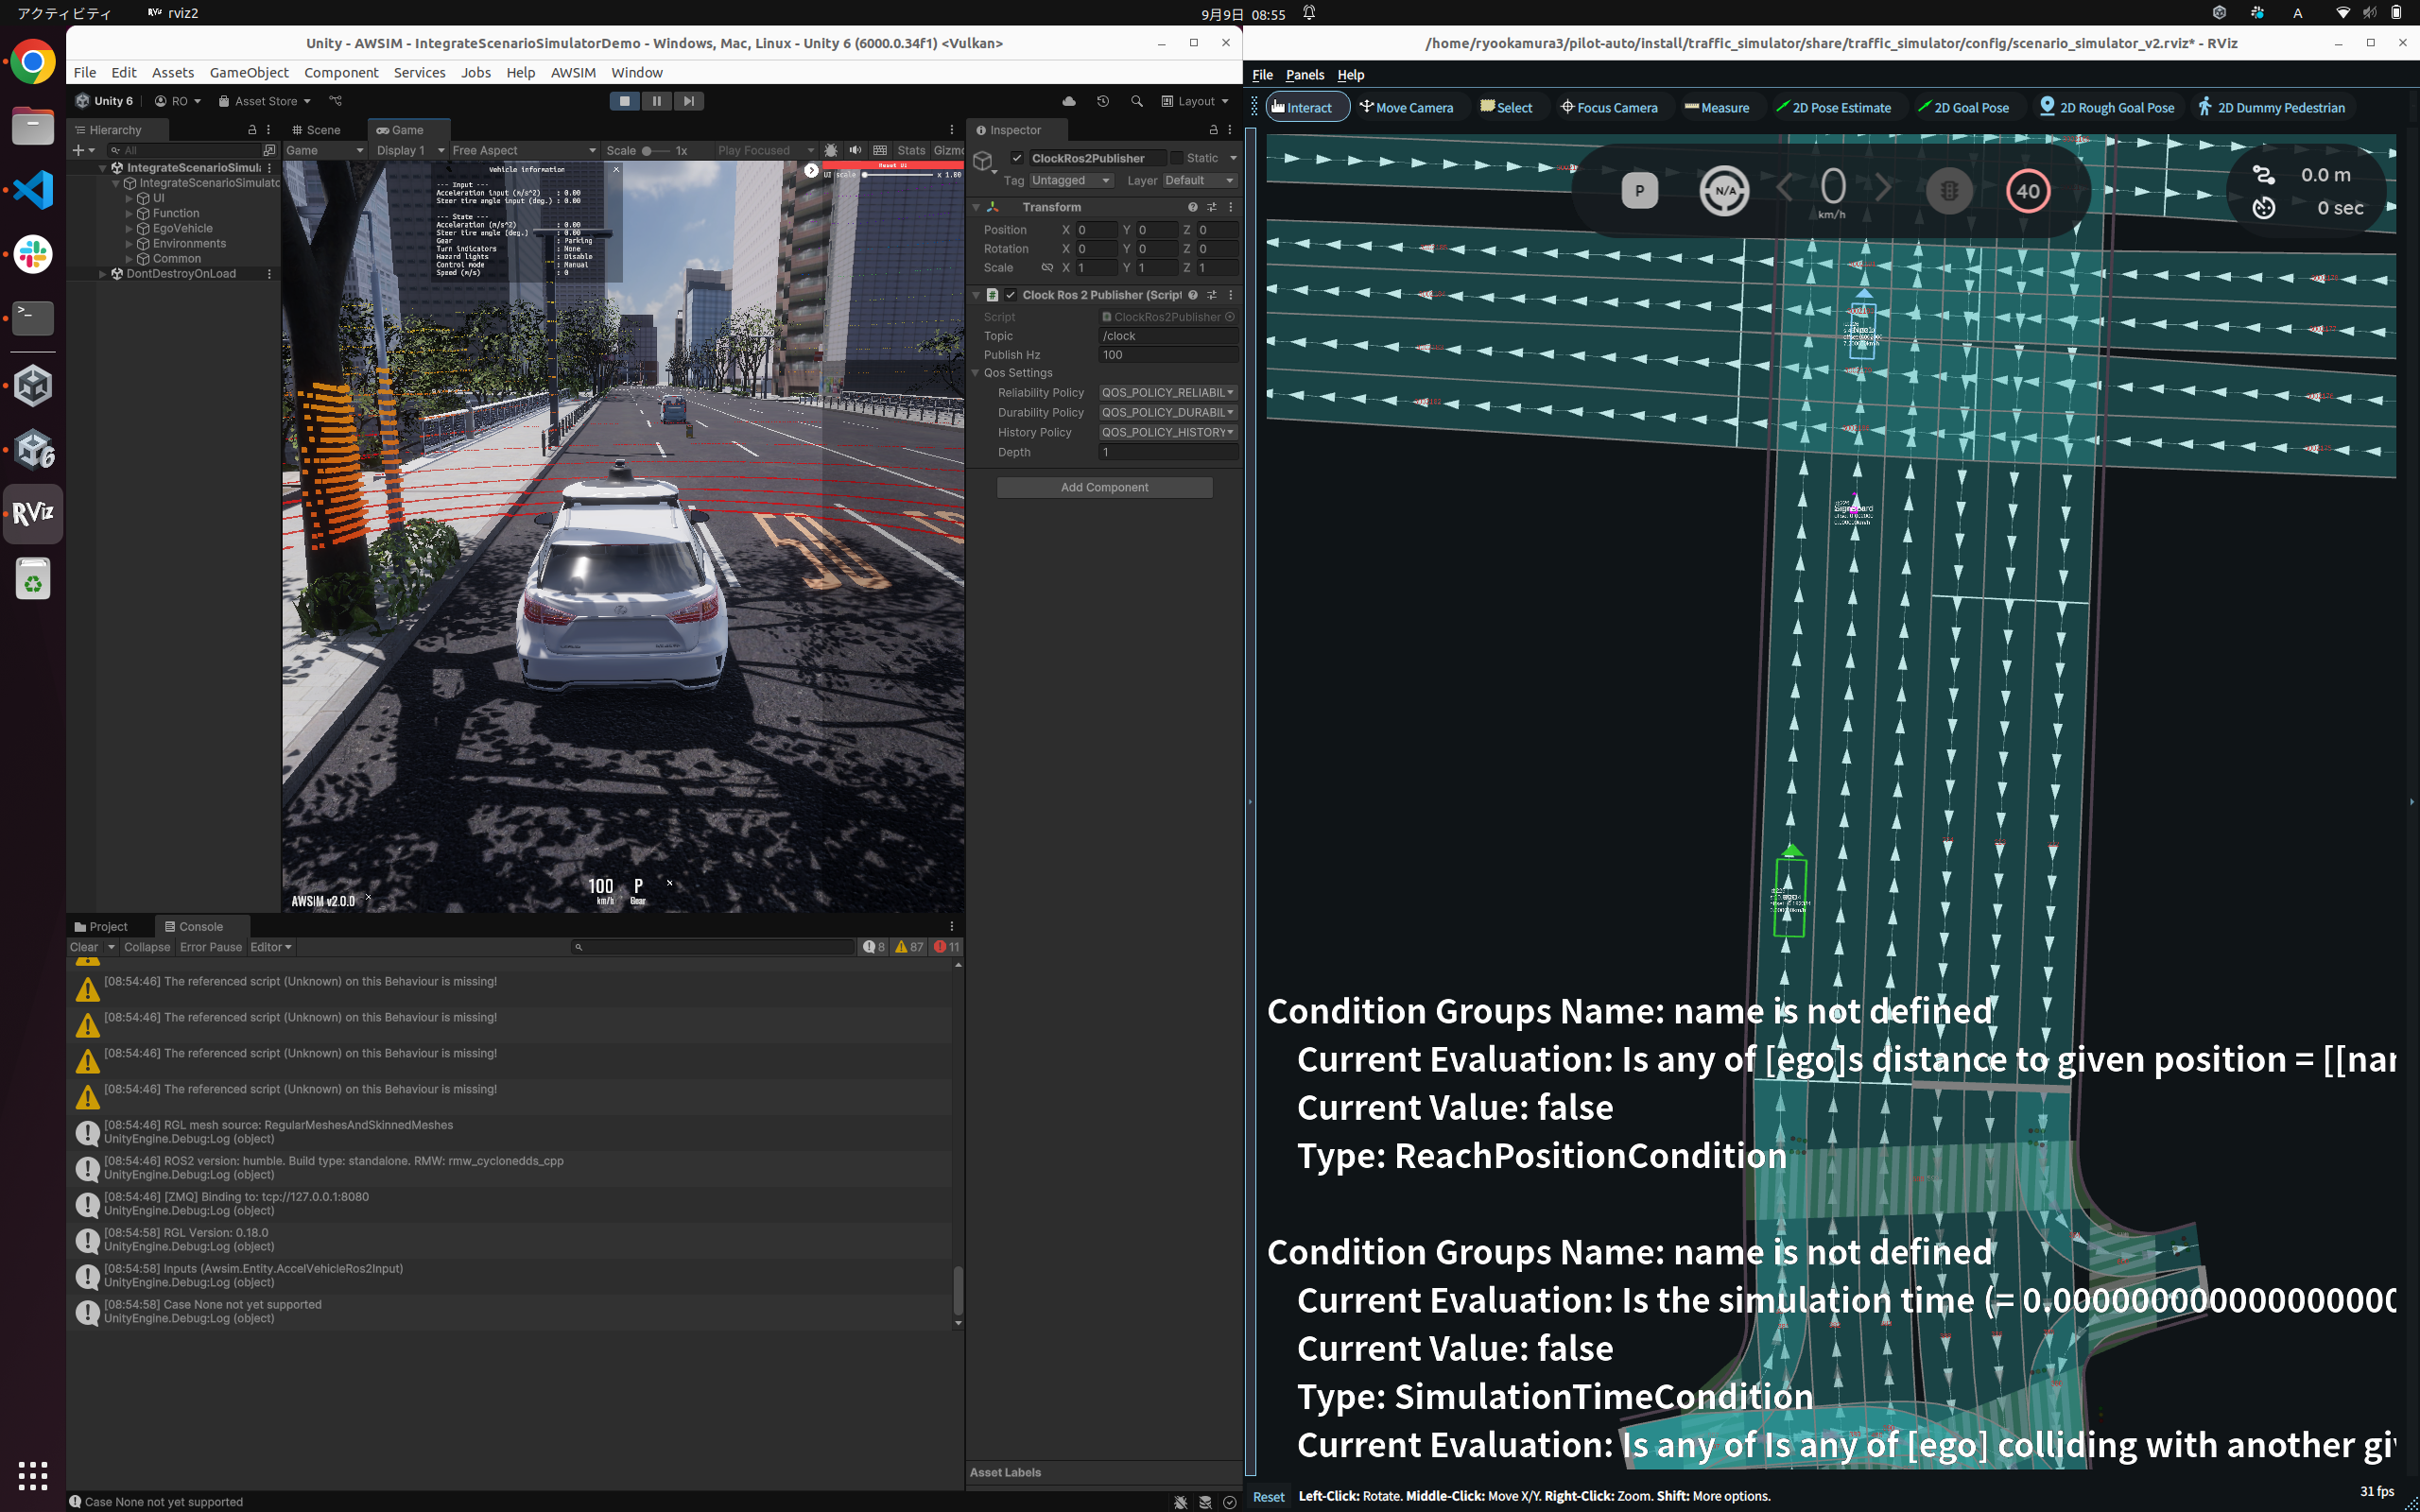 アクティビティ
rviz2
9月9日 08:55
A
Unity - AWSIM - IntegrateScenarioSimulatorDemo - Windows, Mac, Linux - Unity 6 (6000.0.34f1) <Vulkan>
File Edit Assets GameObject Component Services Jobs Help AWSIM Window
Unity 6 RO Asset Store Layout
Hierarchy
All
IntegrateScenarioSimul
IntegrateScenarioSimulato
UI
Function
EgoVehicle
Environments
Common
DontDestroyOnLoad
Scene Game
Game Display 1 Free Aspect Scale 1x Play Focused Stats Gizmo
Vehicle information
--- Input ---
Acceleration input (m/s^2) : 0.00
Steer tire angle input (deg.) : 0.00
--- State ---
Acceleration (m/s^2) : 0.00
Steer tire angle (deg.) : 0.00
Gear : Parking
Turn indicators : None
Hazard lights : Disable
Control mode : Manual
Speed (m/s) : 0
Reset UI
UI scale x 1.00
AWSIM v2.0.0
100 km/h
P Gear
Inspector
ClockRos2Publisher Static
Tag Untagged Layer Default
Transform
Position X 0 Y 0 Z 0
Rotation X 0 Y 0 Z 0
Scale X 1 Y 1 Z 1
Clock Ros 2 Publisher (Script
Script ClockRos2Publisher
Topic /clock
Publish Hz 100
Qos Settings
Reliability Policy QOS_POLICY_RELIABIL
Durability Policy QOS_POLICY_DURABIL
History Policy QOS_POLICY_HISTORY
Depth 1
Add Component
Asset Labels
Project Console
Clear Collapse Error Pause Editor 8 87 11
[08:54:46] The referenced script (Unknown) on this Behaviour is missing!
[08:54:46] The referenced script (Unknown) on this Behaviour is missing!
[08:54:46] The referenced script (Unknown) on this Behaviour is missing!
[08:54:46] The referenced script (Unknown) on this Behaviour is missing!
[08:54:46] RGL mesh source: RegularMeshesAndSkinnedMeshes
UnityEngine.Debug:Log (object)
[08:54:46] ROS2 version: humble. Build type: standalone. RMW: rmw_cyclonedds_cpp
UnityEngine.Debug:Log (object)
[08:54:46] [ZMQ] Binding to: tcp://127.0.0.1:8080
UnityEngine.Debug:Log (object)
[08:54:58] RGL Version: 0.18.0
UnityEngine.Debug:Log (object)
[08:54:58] Inputs (Awsim.Entity.AccelVehicleRos2Input)
UnityEngine.Debug:Log (object)
[08:54:58] Case None not yet supported
UnityEngine.Debug:Log (object)
Case None not yet supported
/home/ryookamura3/pilot-auto/install/traffic_simulator/share/traffic_simulator/config/scenario_simulator_v2.rviz* - RViz
File Panels Help
Interact Move Camera Select Focus Camera Measure 2D Pose Estimate 2D Goal Pose 2D Rough Goal Pose 2D Dummy Pedestrian
P N/A 0 km/h 40
0.0 m
0 sec
Condition Groups Name: name is not defined
Current Evaluation: Is any of [ego]s distance to given position = [[nar
Current Value: false
Type: ReachPositionCondition
Condition Groups Name: name is not defined
Current Evaluation: Is the simulation time (= 0.00000000000000000
Current Value: false
Type: SimulationTimeCondition
Current Evaluation: Is any of Is any of [ego] colliding with another gi
Reset Left-Click: Rotate. Middle-Click: Move X/Y. Right-Click: Zoom. Shift: More options.
31 fps
RViz